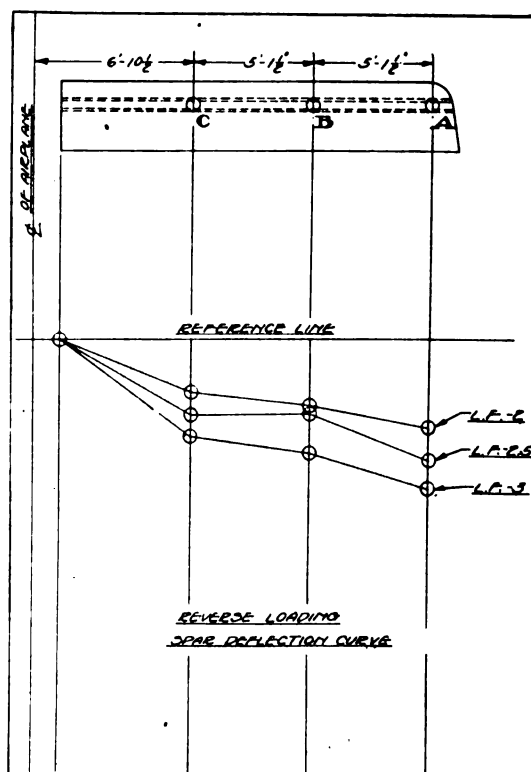 6'-10½ 5'-1½" 5'-1½"
C B A
℄ OF AIRPLANE
REFERENCE LINE
L.F.-2
L.F.-2.5
L.F.-3
REVERSE LOADING
SPAR DEFLECTION CURVE